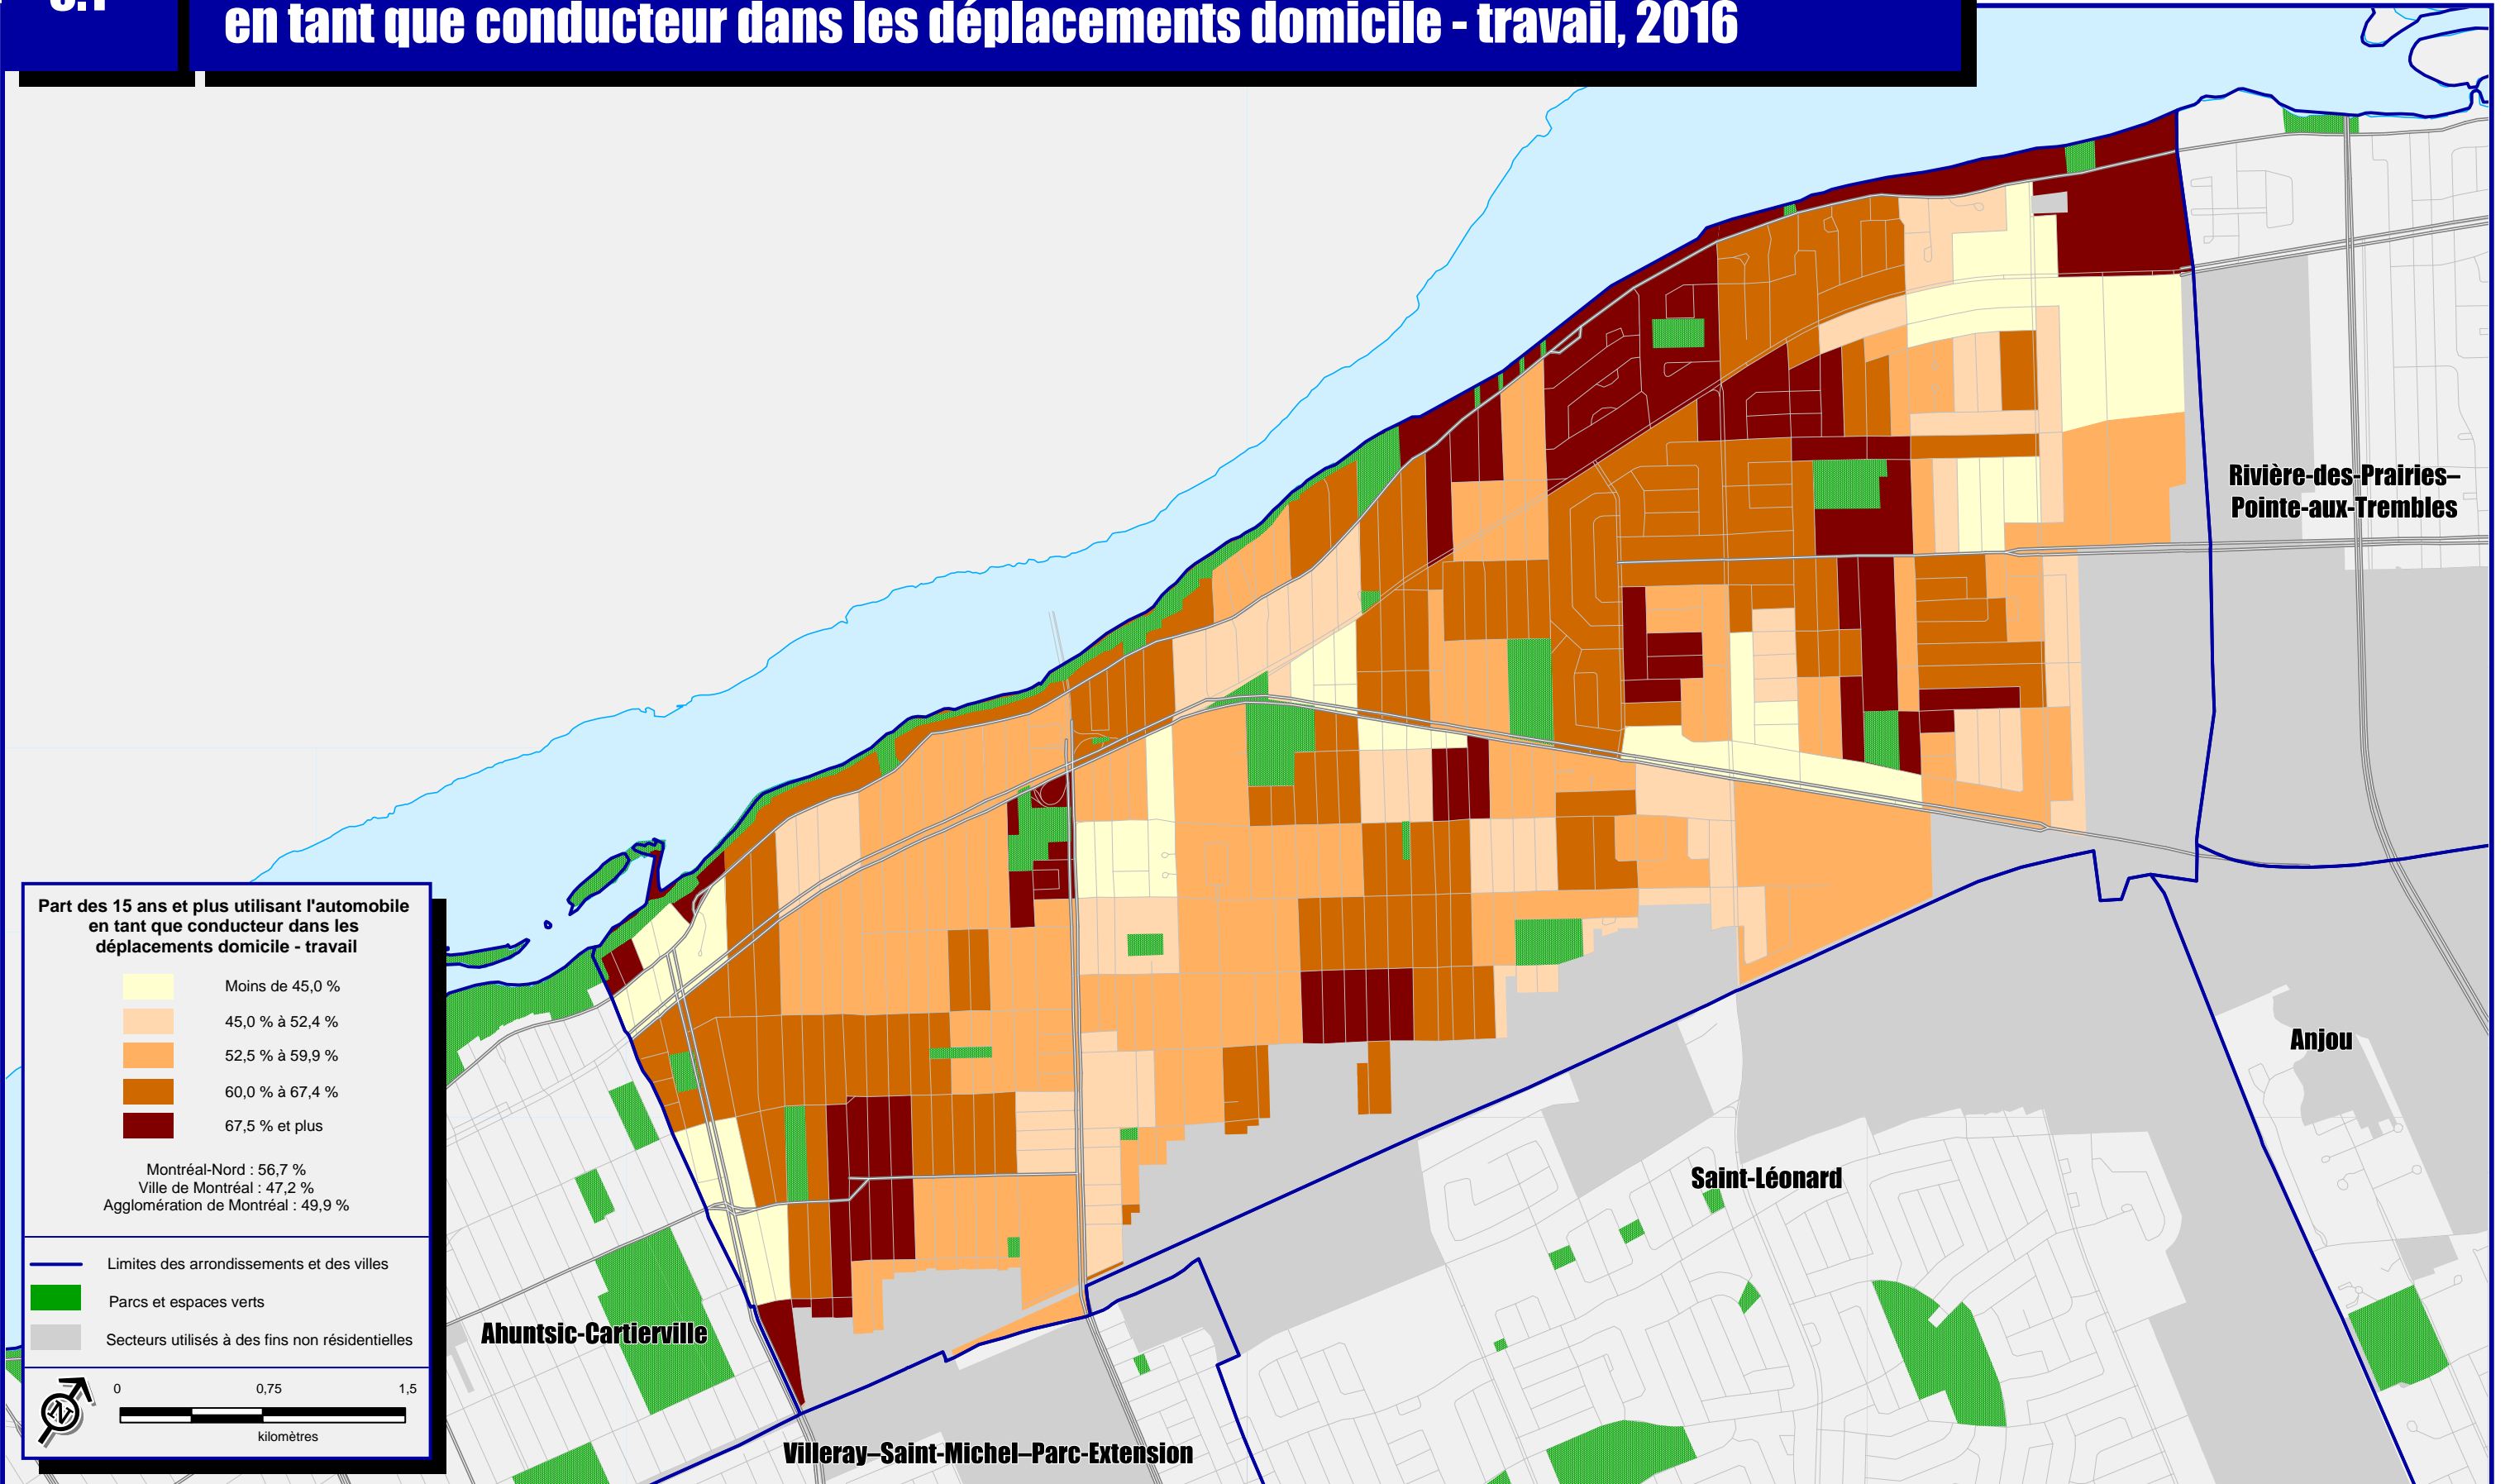 en tant que conducteur dans les déplacements domicile - travail, 2016
Rivière-des-Prairies–
Pointe-aux-Trembles
Anjou
Saint-Léonard
Ahuntsic-Cartierville
Villeray–Saint-Michel–Parc-Extension
Part des 15 ans et plus utilisant l'automobile
en tant que conducteur dans les
déplacements domicile - travail
Moins de 45,0 %
45,0 % à 52,4 %
52,5 % à 59,9 %
60,0 % à 67,4 %
67,5 % et plus
Montréal-Nord : 56,7 %
Ville de Montréal : 47,2 %
Agglomération de Montréal : 49,9 %
Limites des arrondissements et des villes
Parcs et espaces verts
Secteurs utilisés à des fins non résidentielles
N
0 0,75 1,5
kilomètres